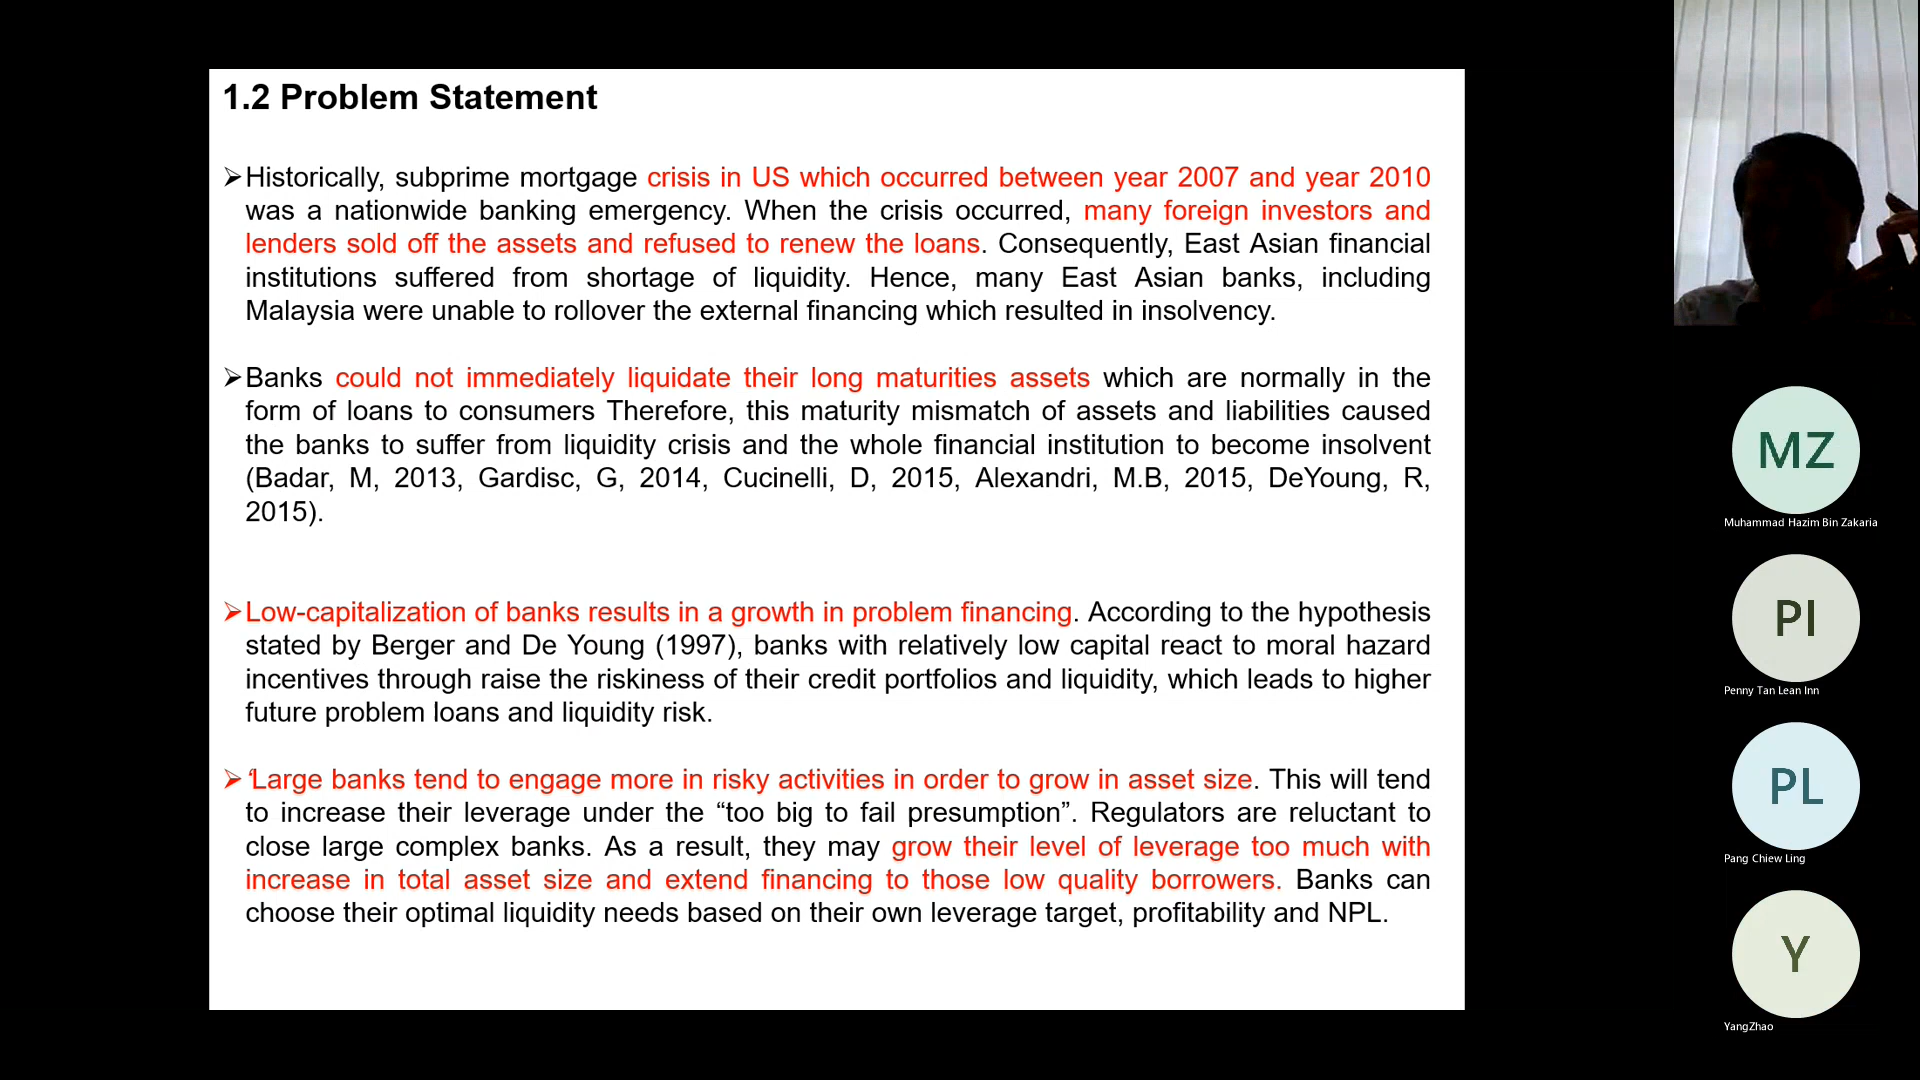 1.2 Problem Statement
➢Historically, subprime mortgage crisis in US which occurred between year 2007 and year 2010
was a nationwide banking emergency. When the crisis occurred, many foreign investors and
lenders sold off the assets and refused to renew the loans. Consequently, East Asian financial
institutions suffered from shortage of liquidity. Hence, many East Asian banks, including
Malaysia were unable to rollover the external financing which resulted in insolvency.
➢Banks could not immediately liquidate their long maturities assets which are normally in the
form of loans to consumers Therefore, this maturity mismatch of assets and liabilities caused
the banks to suffer from liquidity crisis and the whole financial institution to become insolvent
(Badar, M, 2013, Gardisc, G, 2014, Cucinelli, D, 2015, Alexandri, M.B, 2015, DeYoung, R,
2015).
➢Low-capitalization of banks results in a growth in problem financing. According to the hypothesis
stated by Berger and De Young (1997), banks with relatively low capital react to moral hazard
incentives through raise the riskiness of their credit portfolios and liquidity, which leads to higher
future problem loans and liquidity risk.
➢‘Large banks tend to engage more in risky activities in order to grow in asset size. This will tend
to increase their leverage under the “too big to fail presumption”. Regulators are reluctant to
close large complex banks. As a result, they may grow their level of leverage too much with
increase in total asset size and extend financing to those low quality borrowers. Banks can
choose their optimal liquidity needs based on their own leverage target, profitability and NPL.
MZ
Muhammad Hazim Bin Zakaria
PI
Penny Tan Lean Inn
PL
Pang Chiew Ling
Y
YangZhao